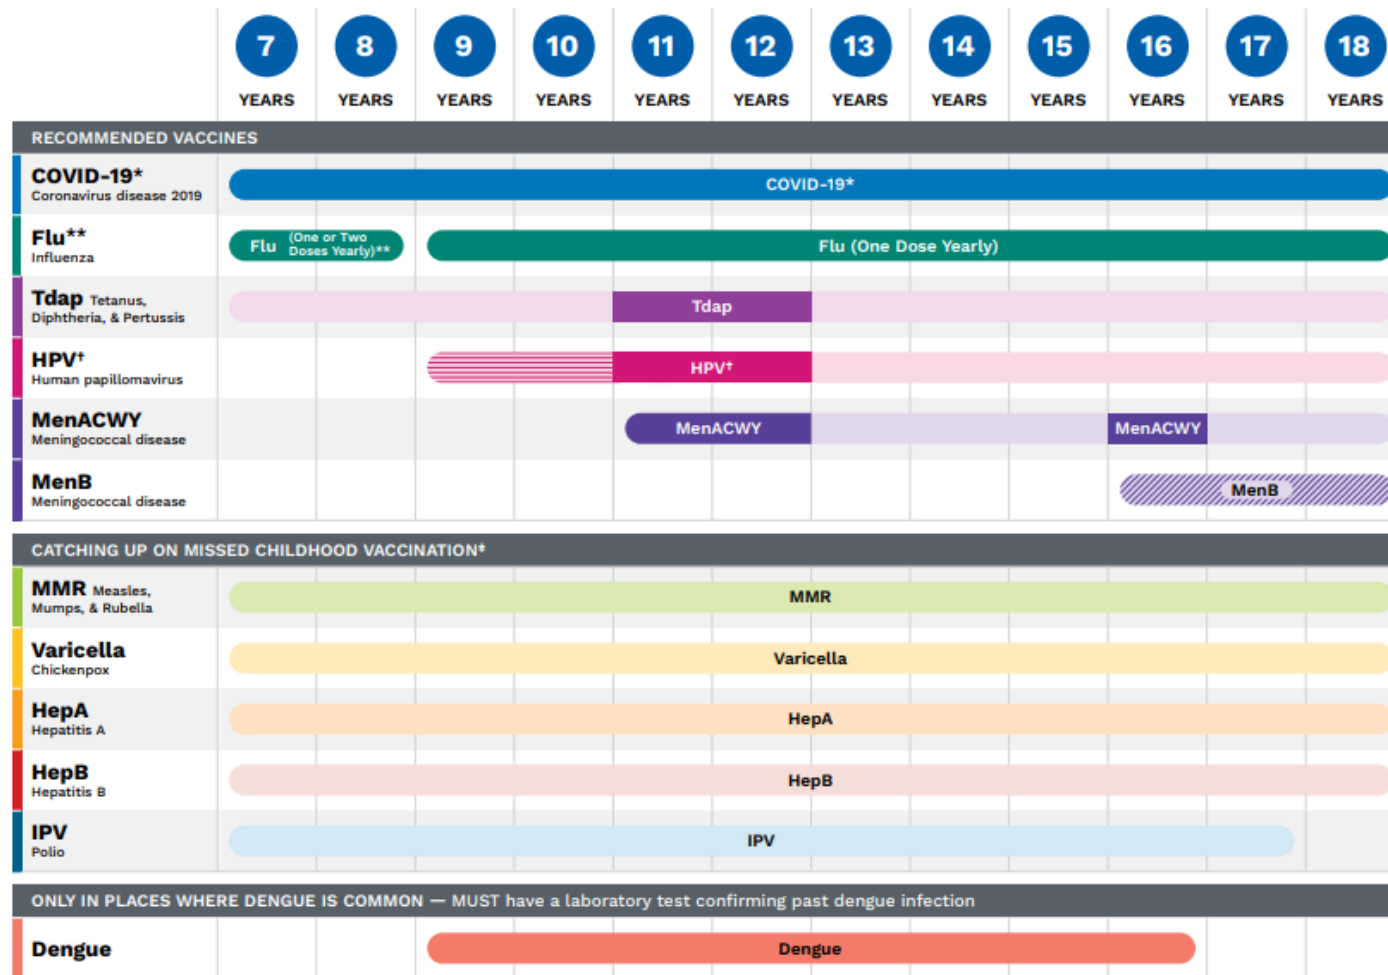 7 8 9 10 11 12 13 14 15 16 17 18
YEARS YEARS YEARS YEARS YEARS YEARS YEARS YEARS YEARS YEARS YEARS YEARS
RECOMMENDED VACCINES
COVID-19*
Coronavirus disease 2019
COVID-19*
Flu**
Influenza
Flu (One or Two
Doses Yearly)**
Flu (One Dose Yearly)
Tdap Tetanus,
Diphtheria, & Pertussis
Tdap
HPV†
Human papillomavirus
HPV†
MenACWY
Meningococcal disease
MenACWY
MenACWY
MenB
Meningococcal disease
MenB
CATCHING UP ON MISSED CHILDHOOD VACCINATION‡
MMR Measles,
Mumps, & Rubella
MMR
Varicella
Chickenpox
Varicella
HepA
Hepatitis A
HepA
HepB
Hepatitis B
HepB
IPV
Polio
IPV
ONLY IN PLACES WHERE DENGUE IS COMMON — MUST have a laboratory test confirming past dengue infection
Dengue
Dengue